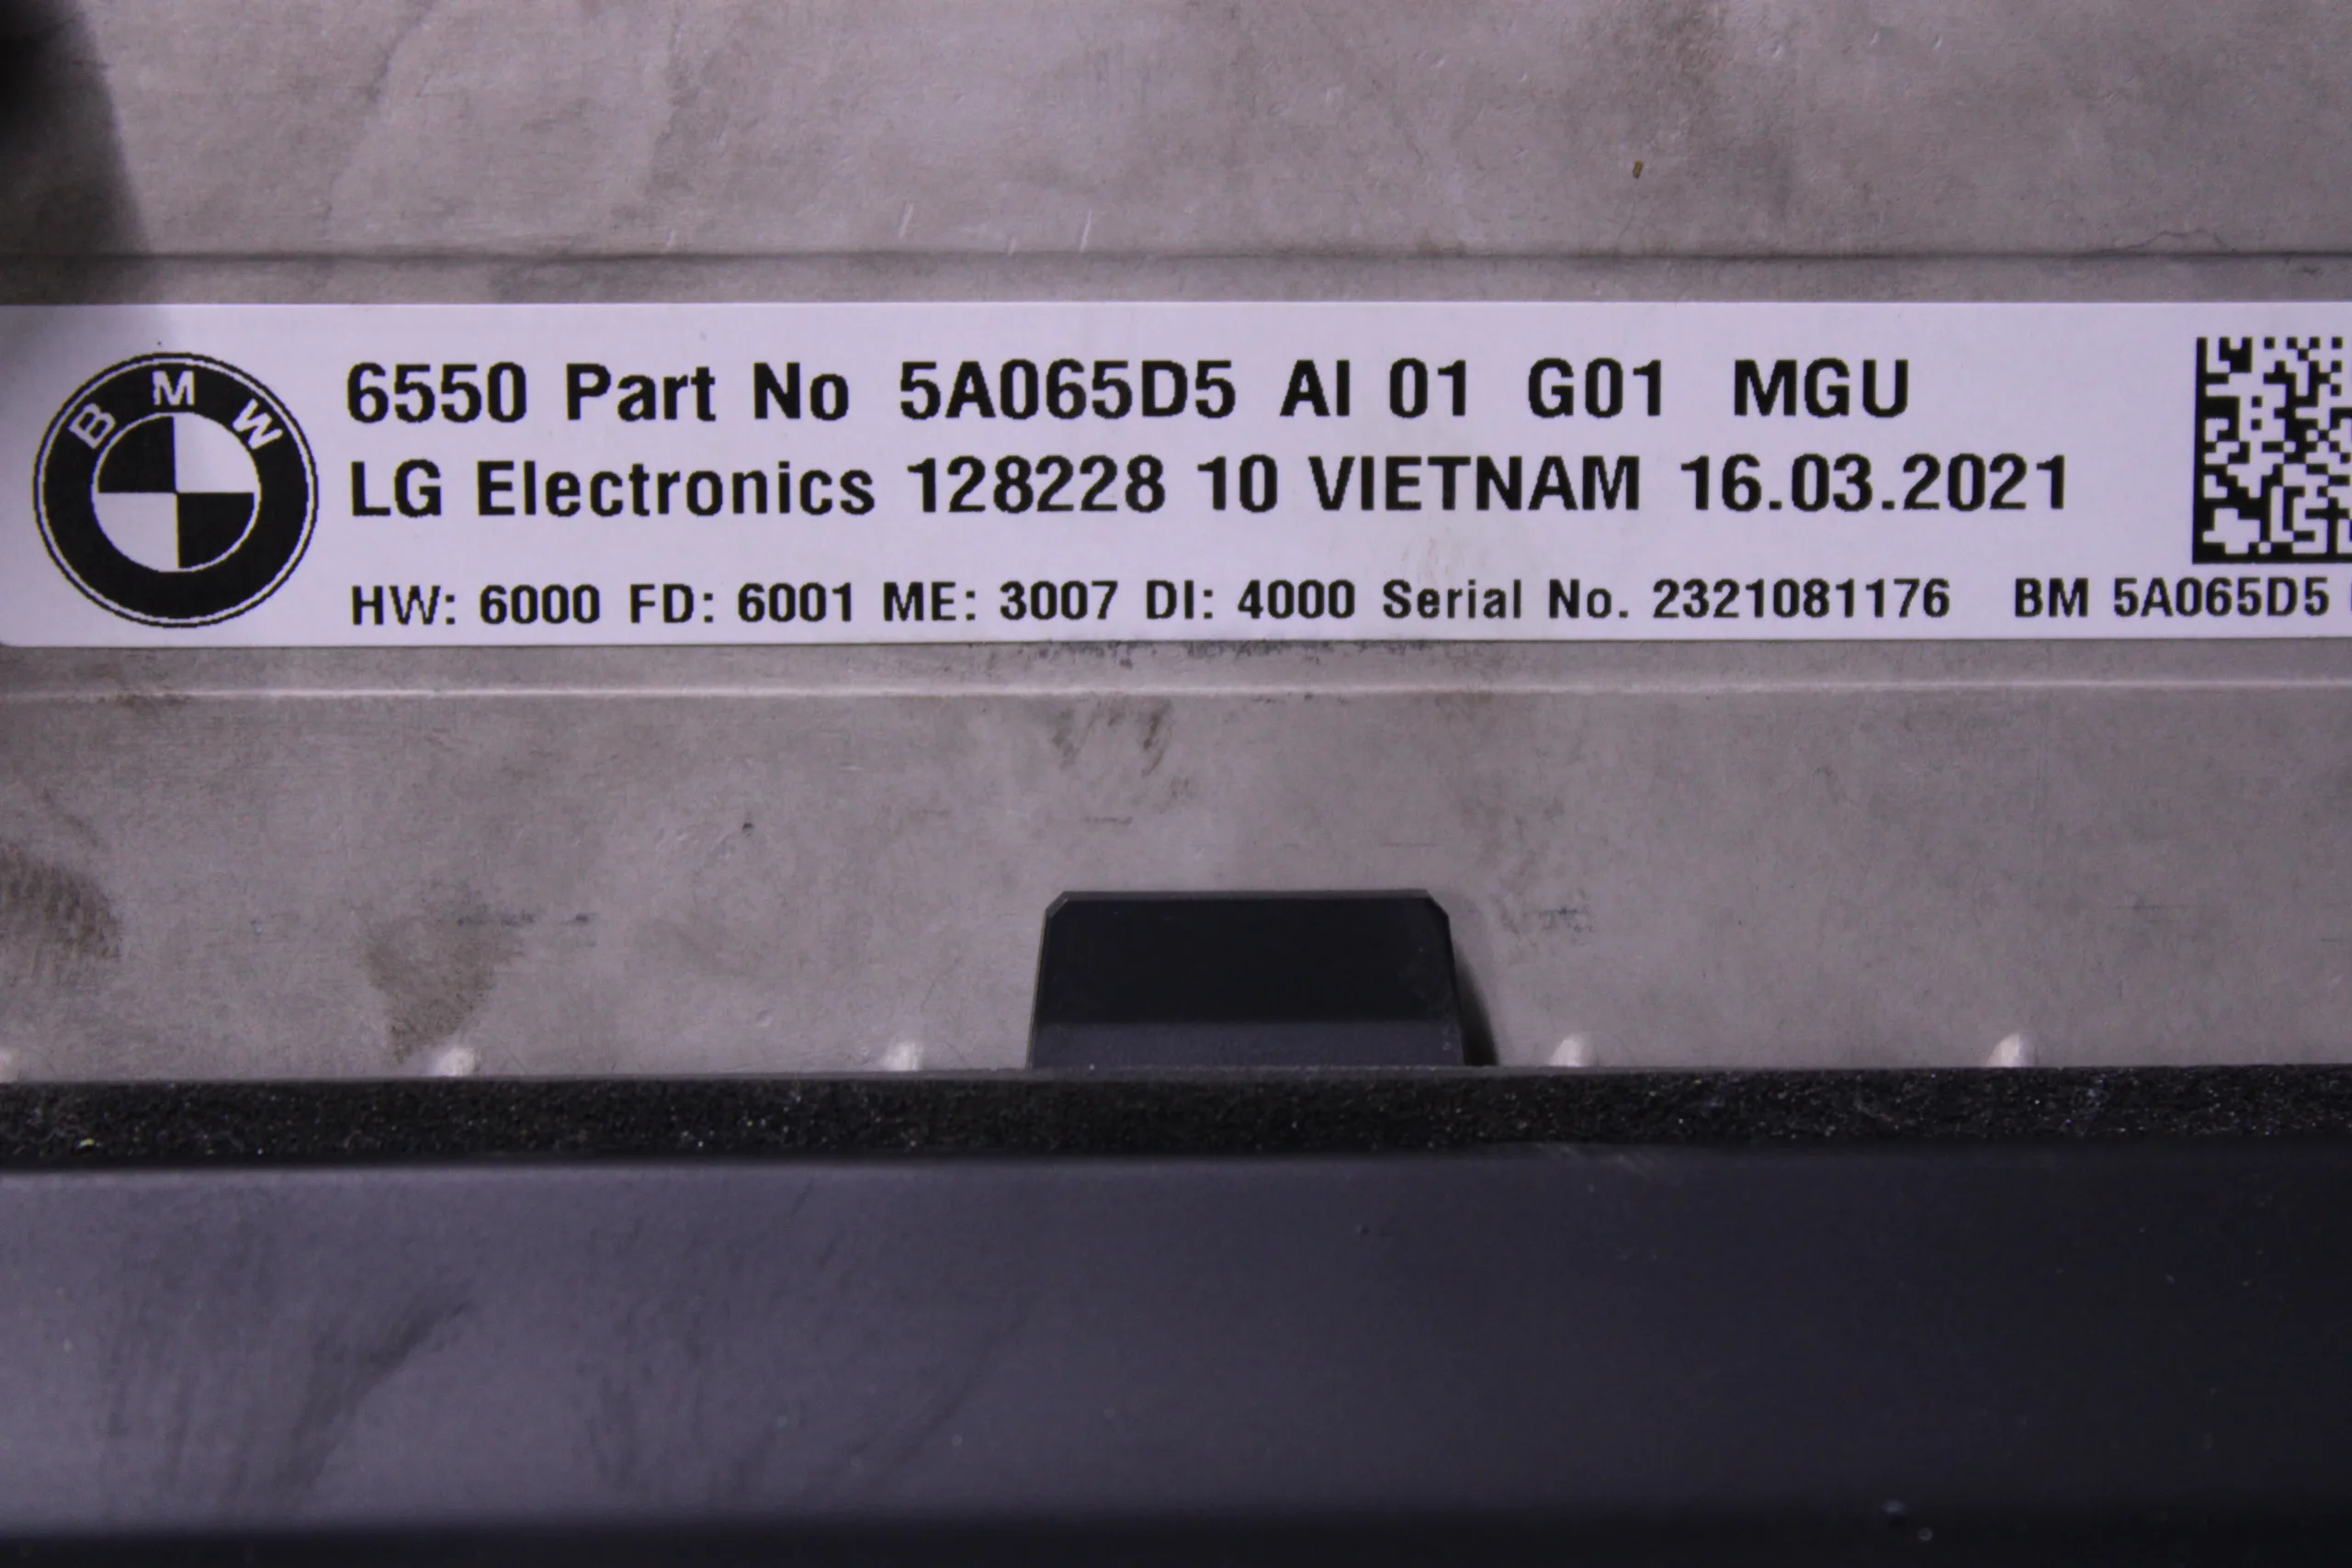 BMW
6550 Part No 5A065D5 AI 01 G01 MGU
LG Electronics 128228 10 VIETNAM 16.03.2021
HW: 6000 FD: 6001 ME: 3007 DI: 4000 Serial No. 2321081176 BM 5A065D5